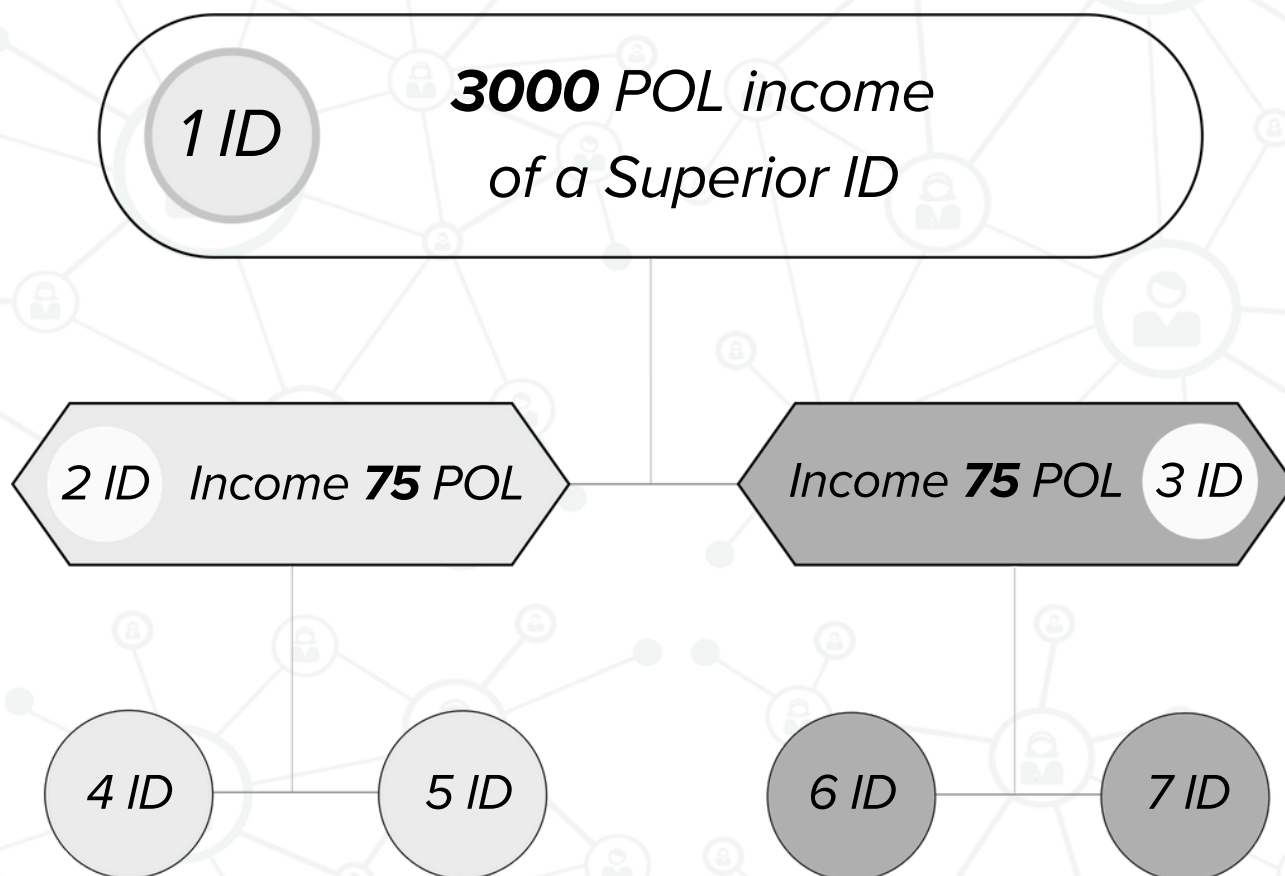 1 ID
3000 POL income
of a Superior ID
2 ID Income 75 POL
Income 75 POL 3 ID
4 ID
5 ID
6 ID
7 ID